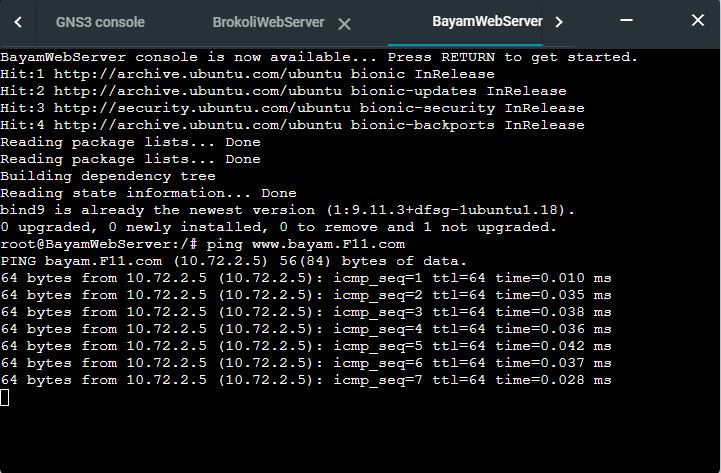 GNS3 console
BrokoliWebServer
BayamWebServer
BayamWebServer console is now available... Press RETURN to get started.
Hit:1 http://archive.ubuntu.com/ubuntu bionic InRelease
Hit:2 http://archive.ubuntu.com/ubuntu bionic-updates InRelease
Hit:3 http://security.ubuntu.com/ubuntu bionic-security InRelease
Hit:4 http://archive.ubuntu.com/ubuntu bionic-backports InRelease
Reading package lists... Done
Reading package lists... Done
Building dependency tree
Reading state information... Done
bind9 is already the newest version (1:9.11.3+dfsg-1ubuntu1.18).
0 upgraded, 0 newly installed, 0 to remove and 1 not upgraded.
root@BayamWebServer:/# ping www.bayam.F11.com
PING bayam.F11.com (10.72.2.5) 56(84) bytes of data.
64 bytes from 10.72.2.5 (10.72.2.5): icmp_seq=1 ttl=64 time=0.010 ms
64 bytes from 10.72.2.5 (10.72.2.5): icmp_seq=2 ttl=64 time=0.035 ms
64 bytes from 10.72.2.5 (10.72.2.5): icmp_seq=3 ttl=64 time=0.038 ms
64 bytes from 10.72.2.5 (10.72.2.5): icmp_seq=4 ttl=64 time=0.036 ms
64 bytes from 10.72.2.5 (10.72.2.5): icmp_seq=5 ttl=64 time=0.042 ms
64 bytes from 10.72.2.5 (10.72.2.5): icmp_seq=6 ttl=64 time=0.037 ms
64 bytes from 10.72.2.5 (10.72.2.5): icmp_seq=7 ttl=64 time=0.028 ms